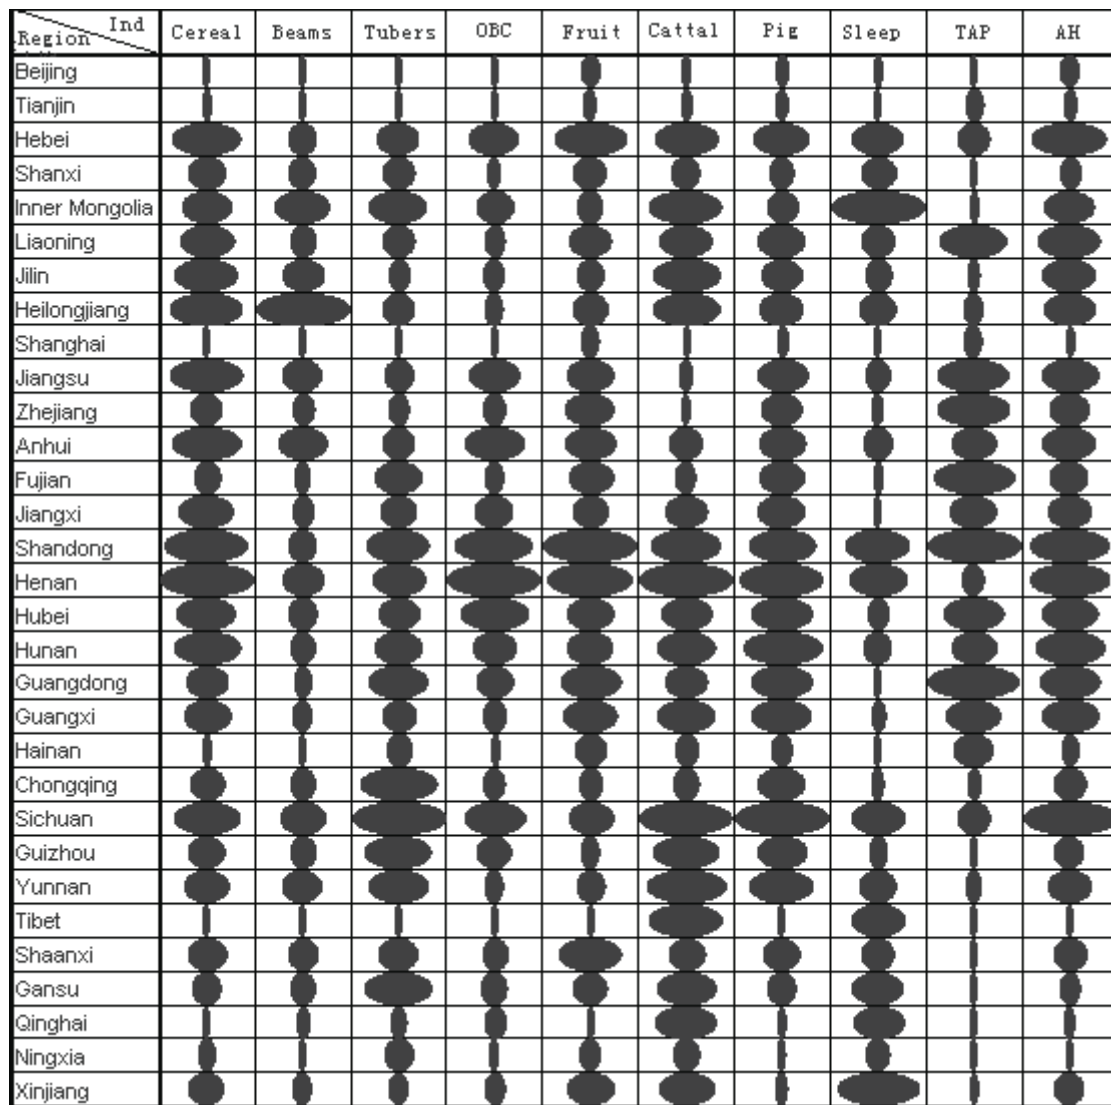 Ind
Region
Cereal Beams Tubers OBC Fruit Cattal Pig Sleep TAP AH
Beijing
Tianjin
Hebei
Shanxi
Inner Mongolia
Liaoning
Jilin
Heilongjiang
Shanghai
Jiangsu
Zhejiang
Anhui
Fujian
Jiangxi
Shandong
Henan
Hubei
Hunan
Guangdong
Guangxi
Hainan
Chongqing
Sichuan
Guizhou
Yunnan
Tibet
Shaanxi
Gansu
Qinghai
Ningxia
Xinjiang